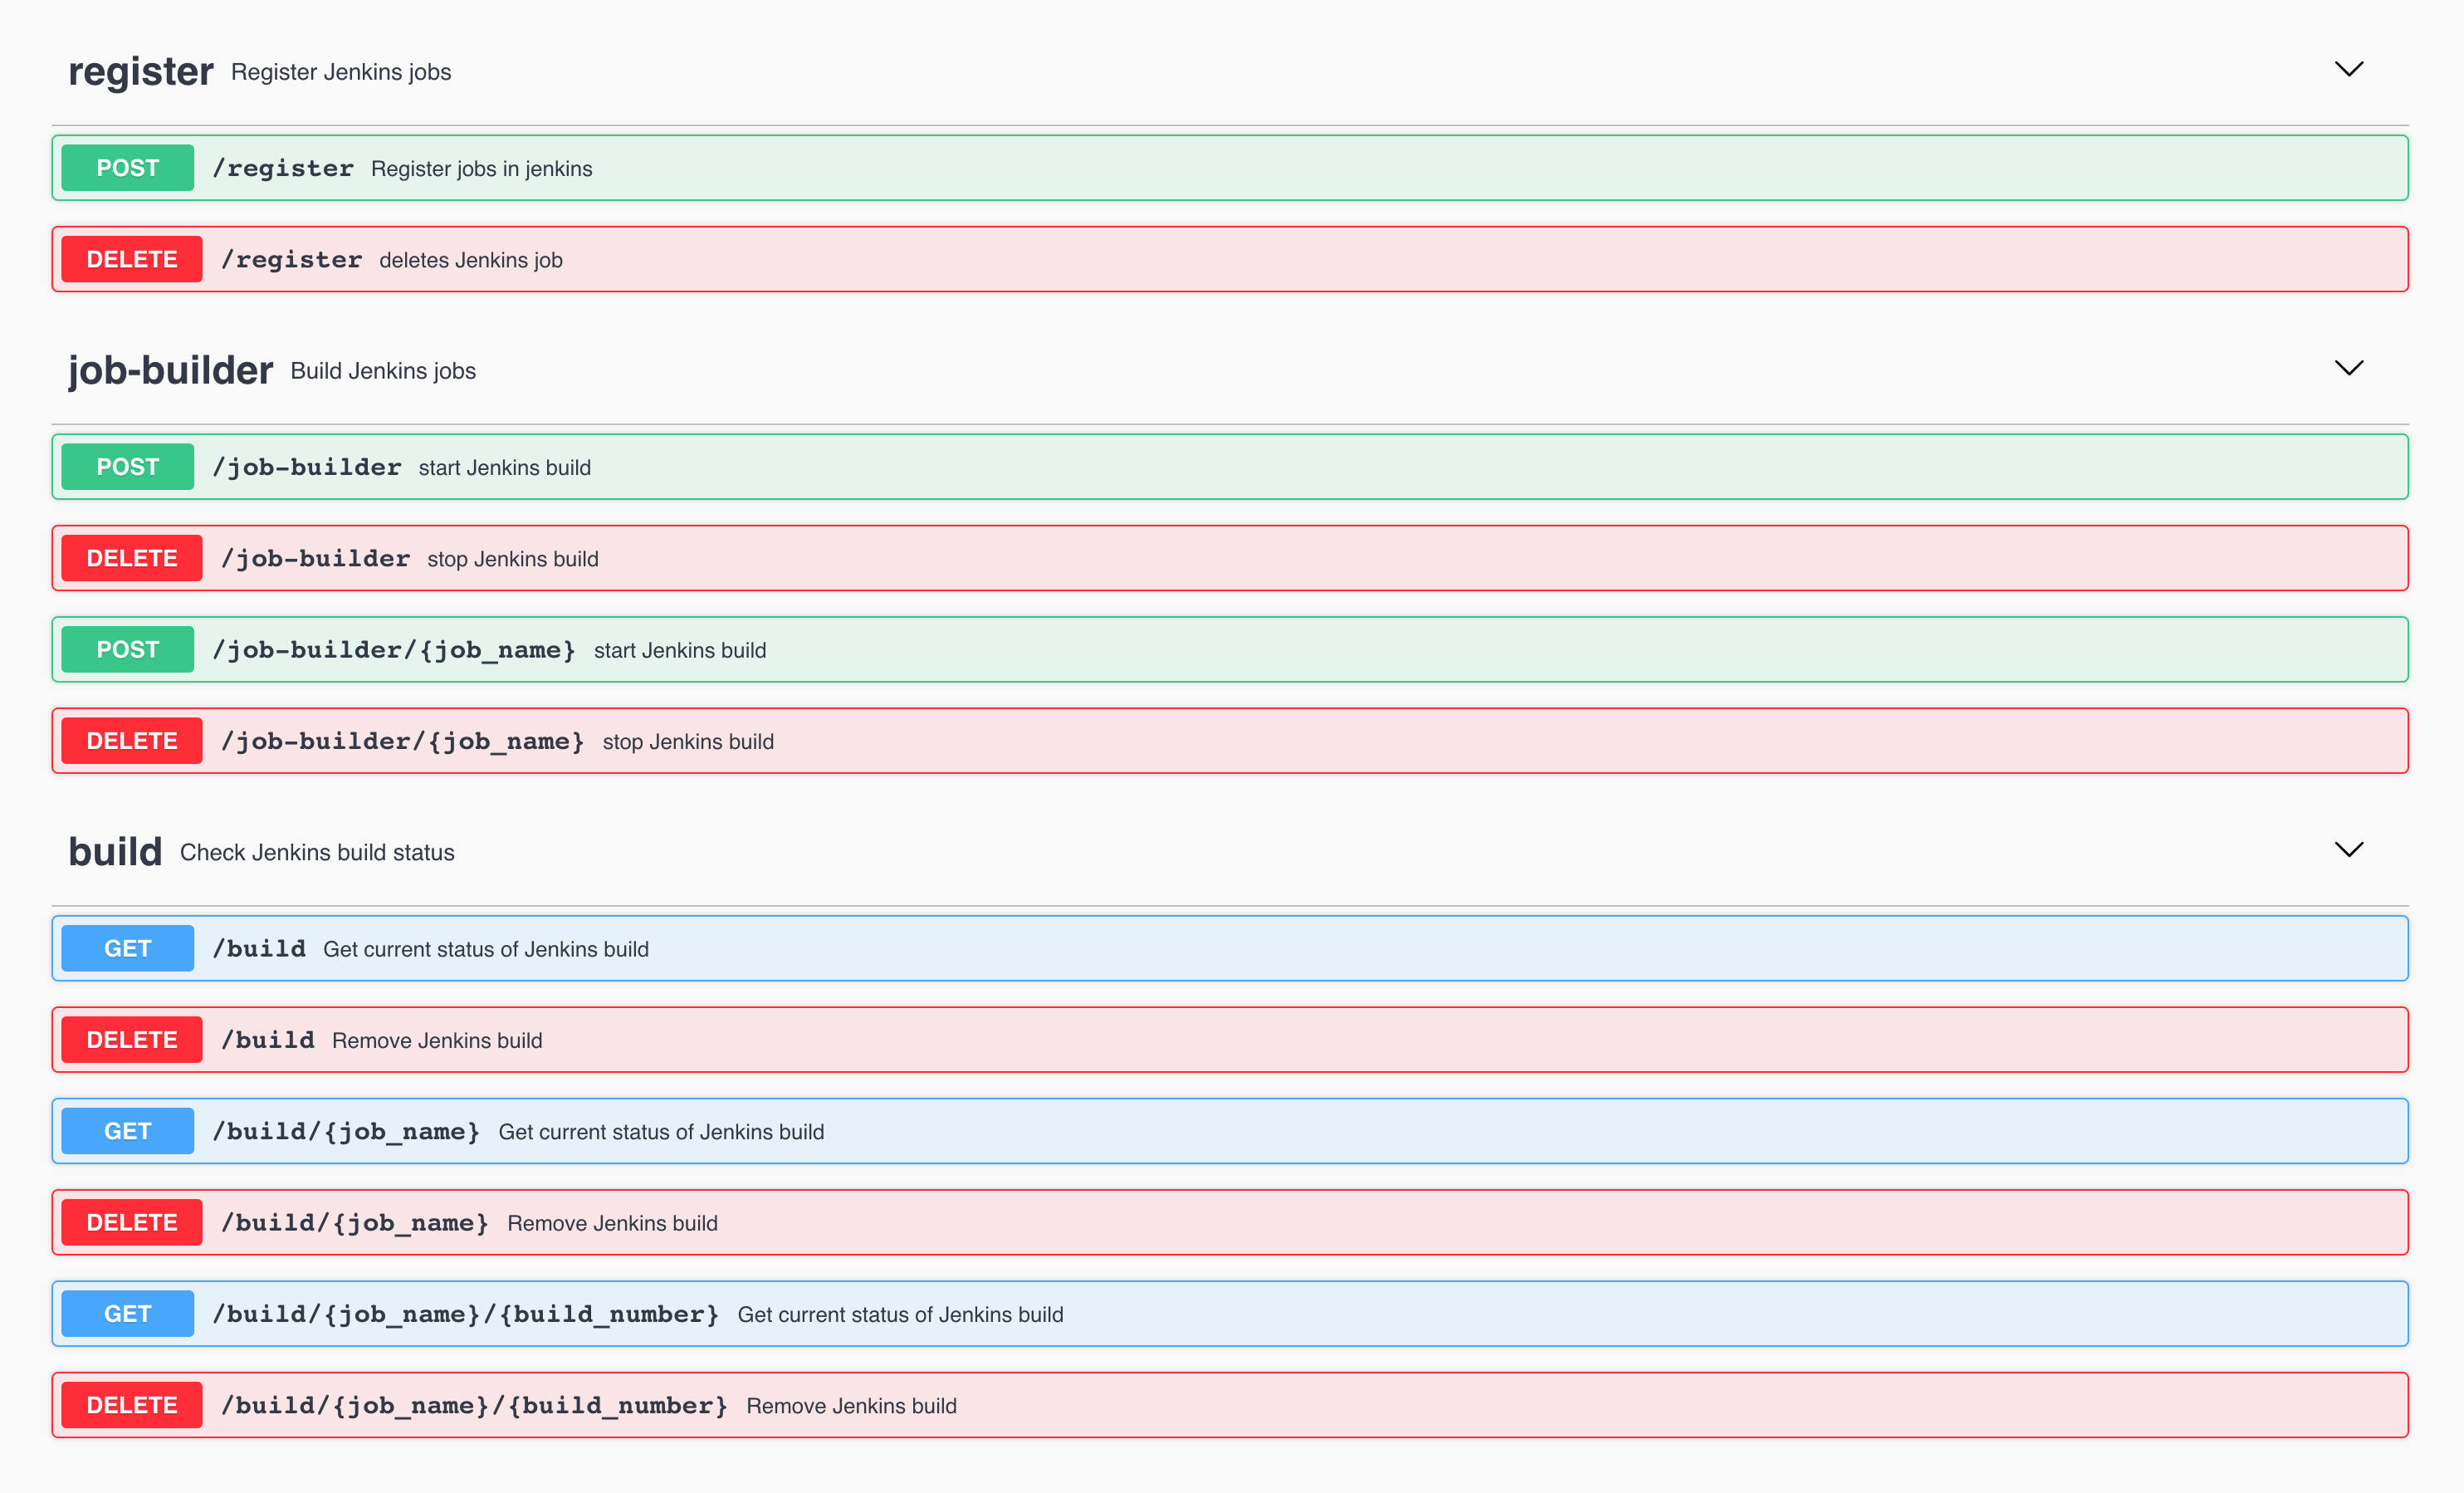 register Register Jenkins jobs
POST /register Register jobs in jenkins
DELETE /register deletes Jenkins job
job-builder Build Jenkins jobs
POST /job-builder start Jenkins build
DELETE /job-builder stop Jenkins build
POST /job-builder/{job_name} start Jenkins build
DELETE /job-builder/{job_name} stop Jenkins build
build Check Jenkins build status
GET /build Get current status of Jenkins build
DELETE /build Remove Jenkins build
GET /build/{job_name} Get current status of Jenkins build
DELETE /build/{job_name} Remove Jenkins build
GET /build/{job_name}/{build_number} Get current status of Jenkins build
DELETE /build/{job_name}/{build_number} Remove Jenkins build